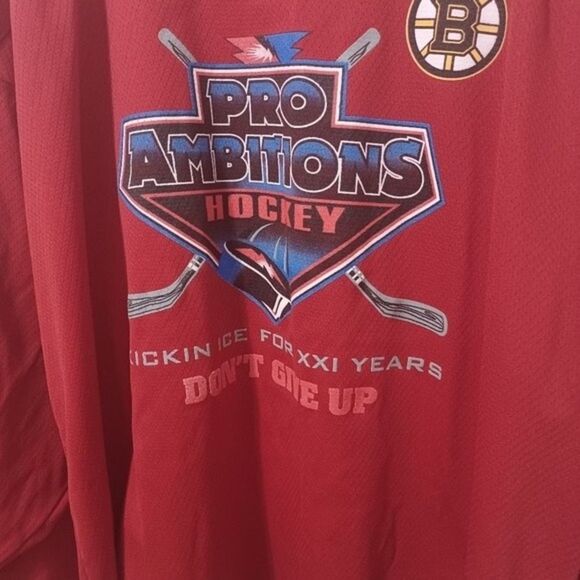 B
PRO
AMBITIONS
HOCKEY
KICKIN ICE FOR XXI YEARS
DON'T GIVE UP